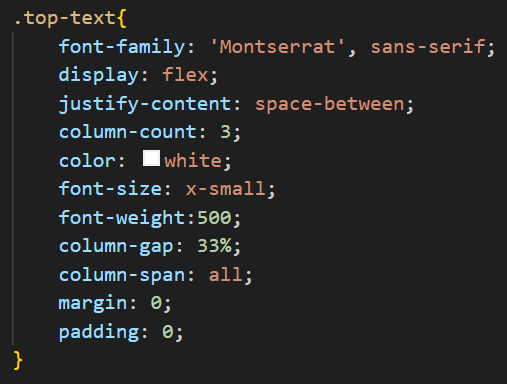 .top-text{
font-family: 'Montserrat', sans-serif;
display: flex;
justify-content: space-between;
column-count: 3;
color: white;
font-size: x-small;
font-weight:500;
column-gap: 33%;
column-span: all;
margin: 0;
padding: 0;
}